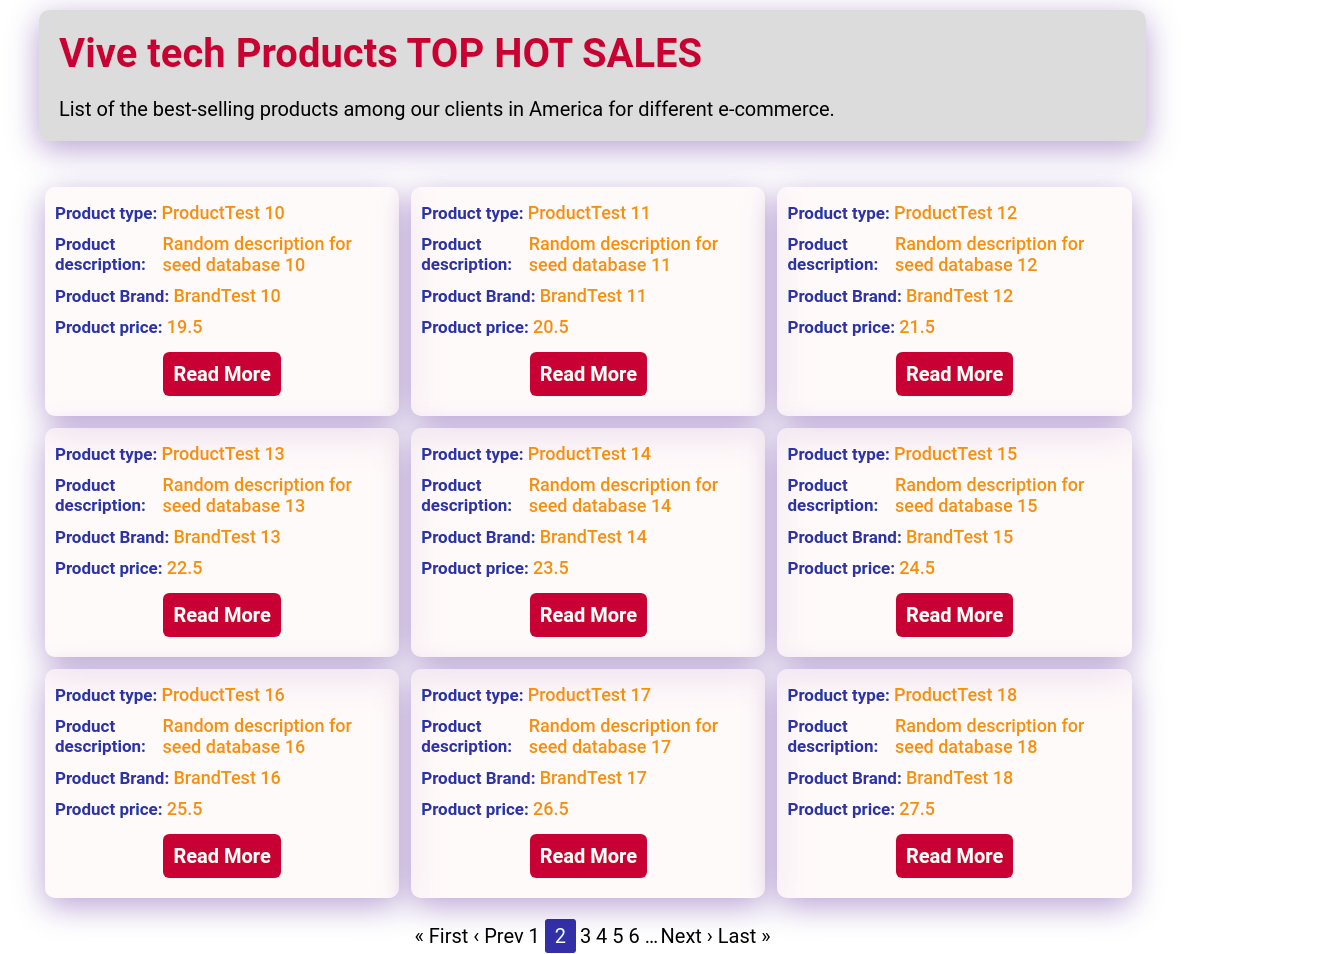 Vive tech Products TOP HOT SALES
List of the best-selling products among our clients in America for different e-commerce.
Product type: ProductTest 10
Product description: Random description for
seed database 10
Product Brand: BrandTest 10
Product price: 19.5
Read More
Product type: ProductTest 11
Product description: Random description for
seed database 11
Product Brand: BrandTest 11
Product price: 20.5
Read More
Product type: ProductTest 12
Product description: Random description for
seed database 12
Product Brand: BrandTest 12
Product price: 21.5
Read More
Product type: ProductTest 13
Product description: Random description for
seed database 13
Product Brand: BrandTest 13
Product price: 22.5
Read More
Product type: ProductTest 14
Product description: Random description for
seed database 14
Product Brand: BrandTest 14
Product price: 23.5
Read More
Product type: ProductTest 15
Product description: Random description for
seed database 15
Product Brand: BrandTest 15
Product price: 24.5
Read More
Product type: ProductTest 16
Product description: Random description for
seed database 16
Product Brand: BrandTest 16
Product price: 25.5
Read More
Product type: ProductTest 17
Product description: Random description for
seed database 17
Product Brand: BrandTest 17
Product price: 26.5
Read More
Product type: ProductTest 18
Product description: Random description for
seed database 18
Product Brand: BrandTest 18
Product price: 27.5
Read More
« First ‹ Prev 1 2 3 4 5 6 ... Next › Last »